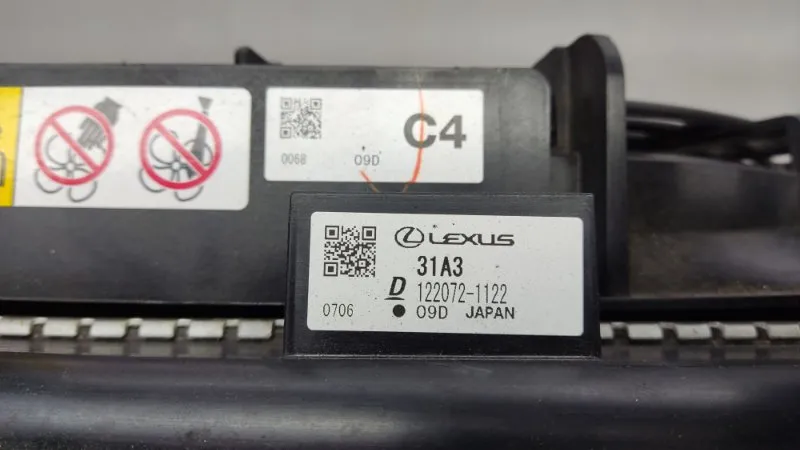 C4
0068 09D
LEXUS
31A3
D 122072-1122
0706 ● 09D JAPAN